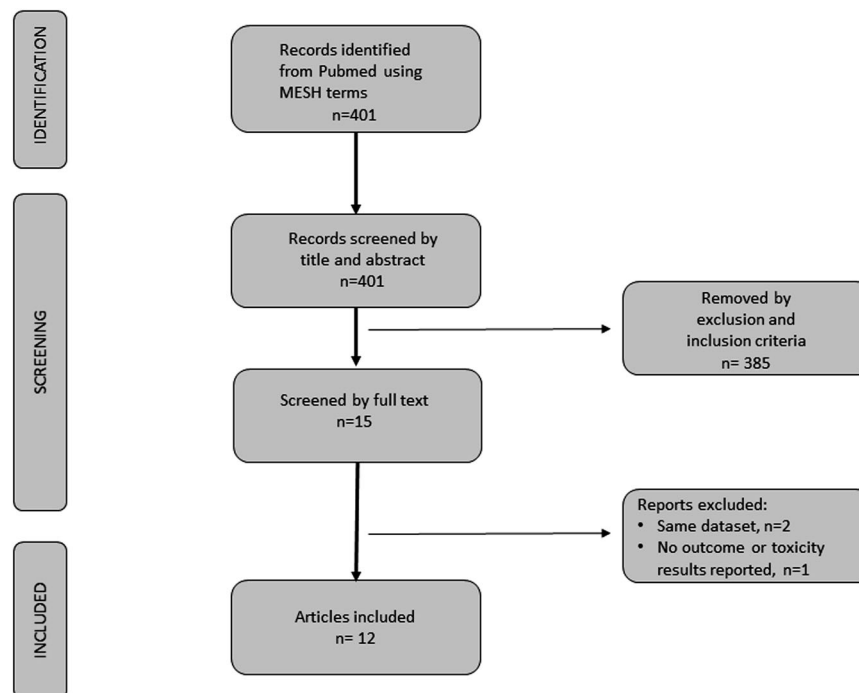 IDENTIFICATION
Records identified
from Pubmed using
MESH terms
n=401
SCREENING
Records screened by
title and abstract
n=401
Removed by
exclusion and
inclusion criteria
n= 385
Screened by full text
n=15
Reports excluded:
• Same dataset, n=2
• No outcome or toxicity
results reported, n=1
INCLUDED
Articles included
n= 12